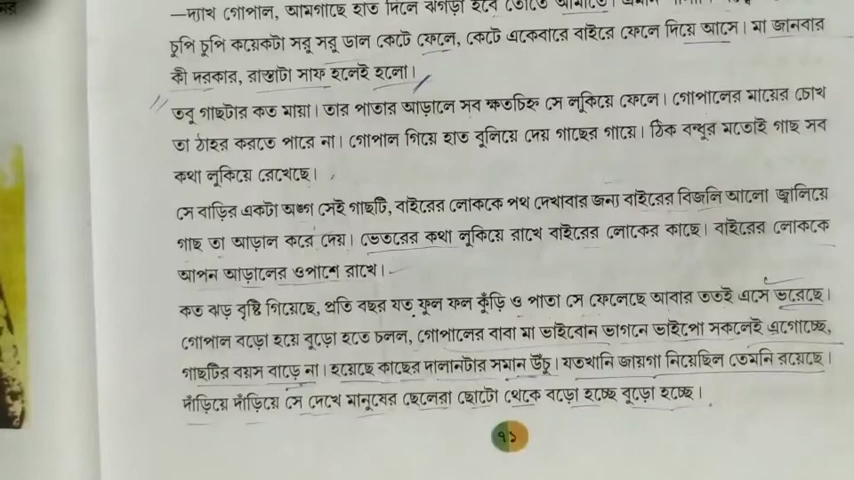 —দ্যাখ গোপাল, আমগাছে হাত দিলে ঝগড়া হবে তোতে আমাতে।
চুপি চুপি কয়েকটা সরু সরু ডাল কেটে ফেলে, কেটে একেবারে বাইরে ফেলে দিয়ে আসে। মা জানবার
কী দরকার, রাস্তাটা সাফ হলেই হলো।
তবু গাছটার কত মায়া। তার পাতার আড়ালে সব ক্ষতচিহ্ন সে লুকিয়ে ফেলে। গোপালের মায়ের চোখ
তা ঠাহর করতে পারে না। গোপাল গিয়ে হাত বুলিয়ে দেয় গাছের গায়ে। ঠিক বন্ধুর মতোই গাছ সব
কথা লুকিয়ে রেখেছে।
সে বাড়ির একটা অঙ্গ সেই গাছটি, বাইরের লোককে পথ দেখাবার জন্য বাইরের বিজলি আলো জ্বালিয়ে
গাছ তা আড়াল করে দেয়। ভেতরের কথা লুকিয়ে রাখে বাইরের লোকের কাছে। বাইরের লোককে
আপন আড়ালের ওপাশে রাখে।
কত ঝড় বৃষ্টি গিয়েছে, প্রতি বছর যত ফুল ফল কুঁড়ি ও পাতা সে ফেলেছে আবার ততই এসে ভরেছে।
গোপাল বড়ো হয়ে বুড়ো হতে চলল, গোপালের বাবা মা ভাইবোন ভাগনে ভাইপো সকলেই এগোচ্ছে,
গাছটির বয়স বাড়ে না। হয়েছে কাছের দালানটার সমান উঁচু। যতখানি জায়গা নিয়েছিল তেমনি রয়েছে।
দাঁড়িয়ে দাঁড়িয়ে সে দেখে মানুষের ছেলেরা ছোটো থেকে বড়ো হচ্ছে বুড়ো হচ্ছে।
৭১